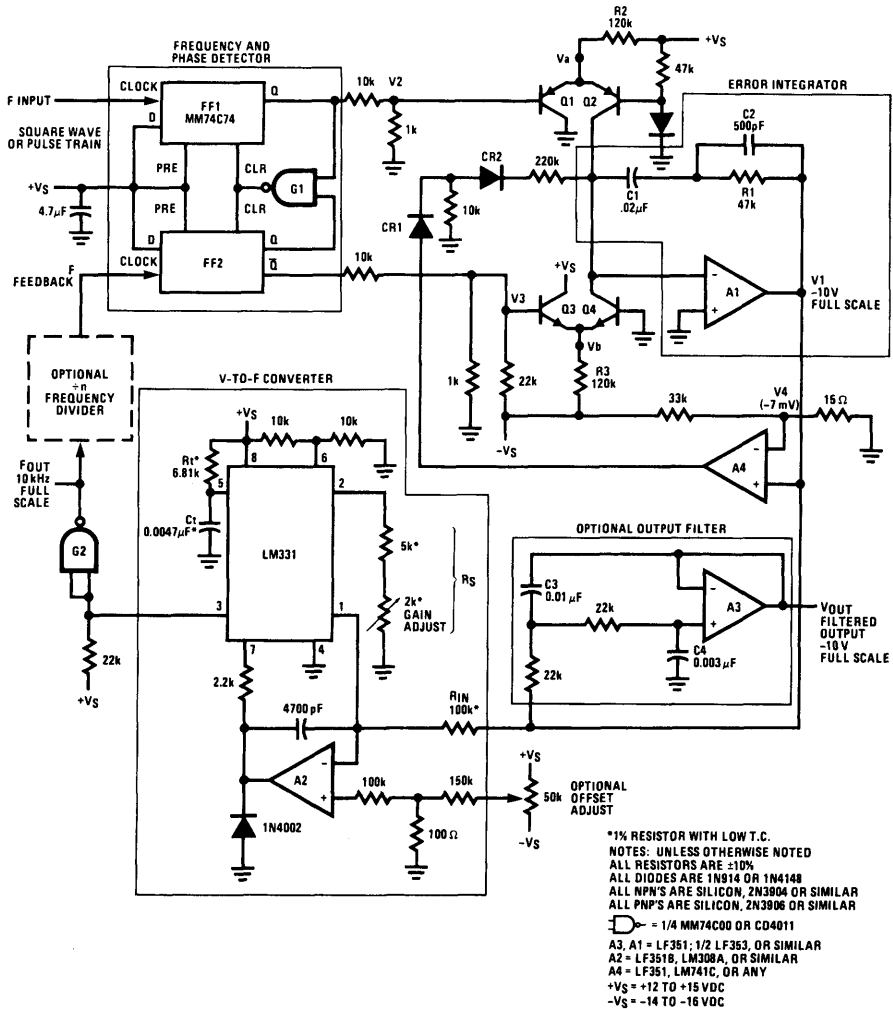 FREQUENCY AND
PHASE DETECTOR
CLOCK
F INPUT
SQUARE WAVE
OR PULSE TRAIN
FF1
MM74C74
Q
D
PRE
CLR
+VS
4.7µF
G1
PRE
CLR
D
CLOCK
FF2
Q
Q̅
F
FEEDBACK
10k
V2
1k
R2
120k
+VS
Va
47k
Q1
Q2
ERROR INTEGRATOR
C2
500pF
R1
47k
C1
.02µF
CR2
220k
10k
CR1
10k
V3
+VS
Q3
Q4
Vb
R3
120k
-
+
A1
V1
-10V
FULL SCALE
1k
22k
-VS
33k
V4
(-7 mV)
15Ω
A4
-
+
OPTIONAL
÷n
FREQUENCY
DIVIDER
FOUT
10kHz
FULL
SCALE
G2
22k
+VS
V-TO-F CONVERTER
+VS
10k
10k
Rt*
6.81k
8
6
5
2
Ct
0.0047µF*
LM331
5k*
RS
2k*
GAIN
ADJUST
3
1
7
4
2.2k
4700 pF
RIN
100k*
A2
-
+
100k
150k
100Ω
1N4002
+VS
50k
-VS
OPTIONAL
OFFSET
ADJUST
OPTIONAL OUTPUT FILTER
C3
0.01µF
22k
-
+
A3
C4
0.003µF
22k
VOUT
FILTERED
OUTPUT
-10V
FULL SCALE
*1% RESISTOR WITH LOW T.C.
NOTES: UNLESS OTHERWISE NOTED
ALL RESISTORS ARE ±10%
ALL DIODES ARE 1N914 OR 1N4148
ALL NPN'S ARE SILICON, 2N3904 OR SIMILAR
ALL PNP'S ARE SILICON, 2N3906 OR SIMILAR
= 1/4 MM74C00 OR CD4011
A3, A1 = LF351; 1/2 LF353, OR SIMILAR
A2 = LF351B, LM308A, OR SIMILAR
A4 = LF351, LM741C, OR ANY
+VS = +12 TO +15 VDC
-VS = -14 TO -16 VDC